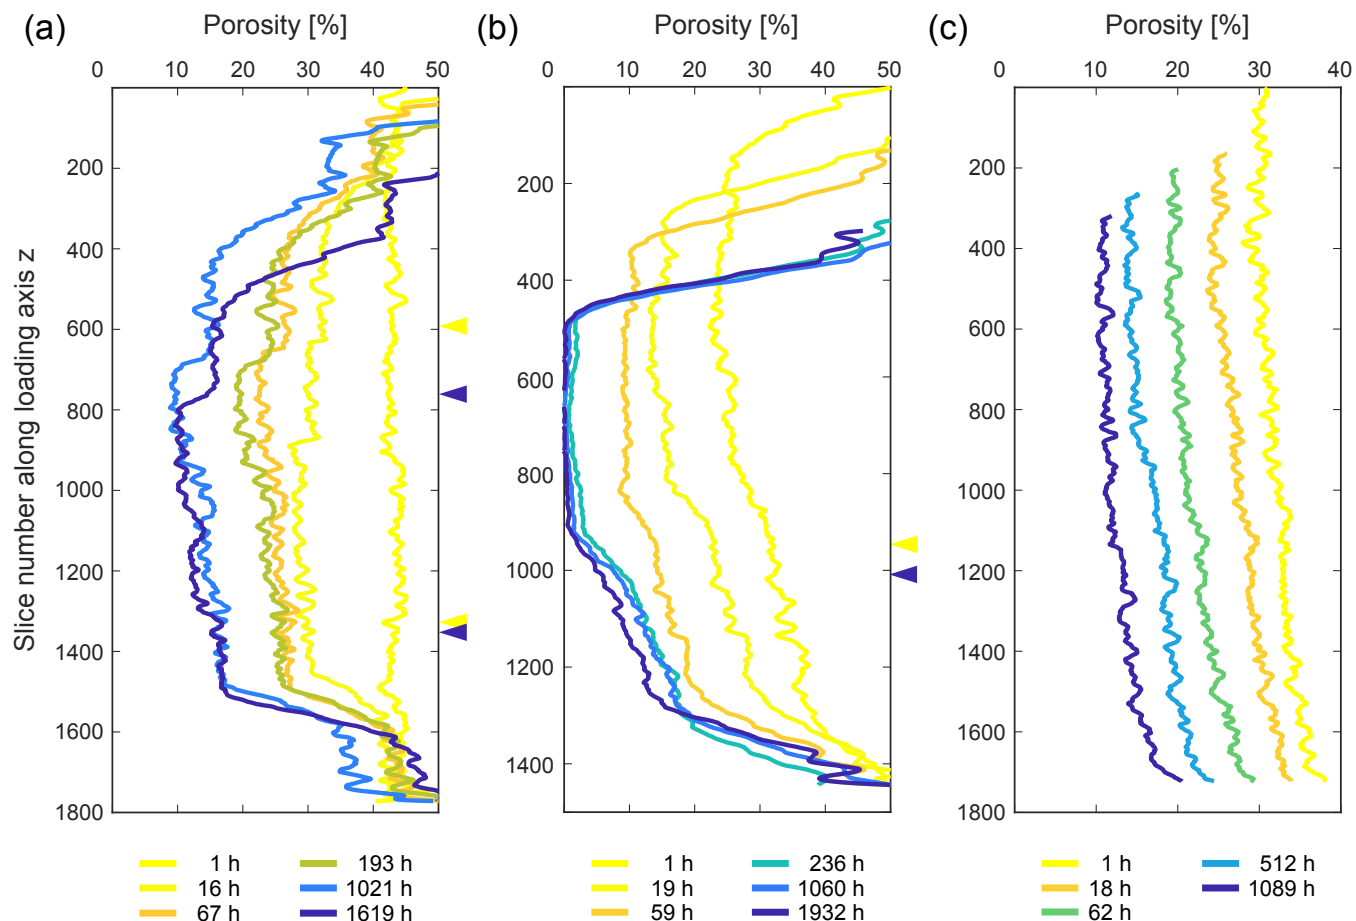 (a) Porosity [%] (b) Porosity [%] (c) Porosity [%]
0 10 20 30 40 50 0 10 20 30 40 50 0 10 20 30 40
200 200 200
400 400 400
600 600 600
800 800 800
1000 1000 1000
1200 1200 1200
1400 1400 1400
1600 1600
1800 1800
Slice number along loading axis z
1 h 193 h 1 h 236 h 1 h 512 h
16 h 1021 h 19 h 1060 h 18 h 1089 h
67 h 1619 h 59 h 1932 h 62 h